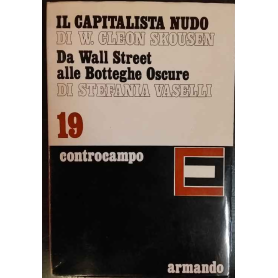 IL CAPITALISTA NUDO
DI W. CLEON SKOUSEN
Da Wall Street
alle Botteghe Oscure
DI STEFANIA VASELLI
19
controcampo
armando